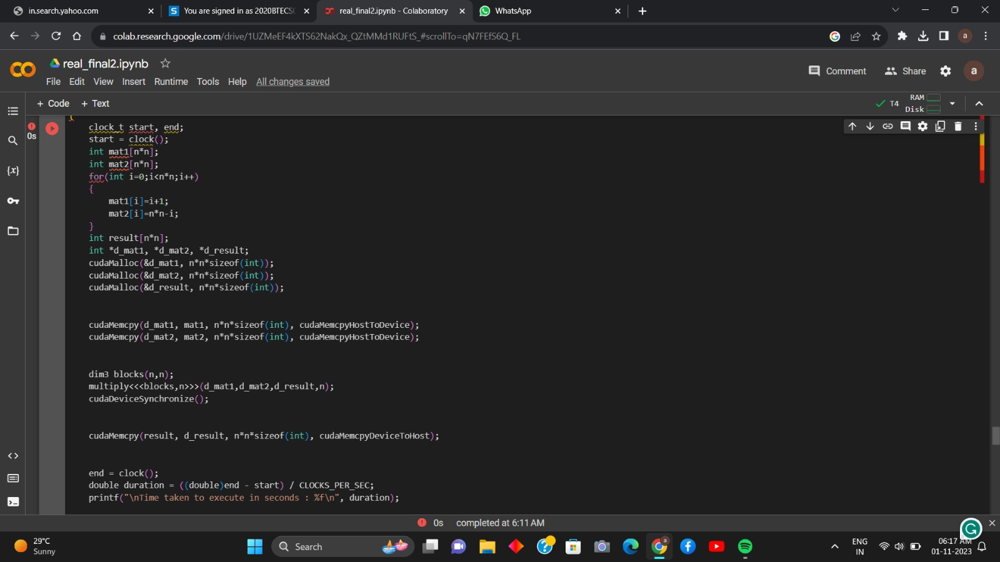 in.search.yahoo.com
You are signed in as 2020BTECS
real_final2.ipynb - Colaboratory
WhatsApp
colab.research.google.com/drive/1UZMeEF4kXTS62NakQx_QZtMMd1RUFtS_#scrollTo=qN7FEfS6Q_FL
a
real_final2.ipynb
File Edit View Insert Runtime Tools Help All changes saved
Comment Share a
+ Code + Text
T4 RAM
Disk
0s
{x}
{
clock_t start, end;
start = clock();
int mat1[n*n];
int mat2[n*n];
for(int i=0;i<n*n;i++)
{
mat1[i]=i+1;
mat2[i]=n*n-i;
}
int result[n*n];
int *d_mat1, *d_mat2, *d_result;
cudaMalloc(&d_mat1, n*n*sizeof(int));
cudaMalloc(&d_mat2, n*n*sizeof(int));
cudaMalloc(&d_result, n*n*sizeof(int));
cudaMemcpy(d_mat1, mat1, n*n*sizeof(int), cudaMemcpyHostToDevice);
cudaMemcpy(d_mat2, mat2, n*n*sizeof(int), cudaMemcpyHostToDevice);
dim3 blocks(n,n);
multiply<<<blocks,n>>>(d_mat1,d_mat2,d_result,n);
cudaDeviceSynchronize();
cudaMemcpy(result, d_result, n*n*sizeof(int), cudaMemcpyDeviceToHost);
end = clock();
double duration = ((double)end - start) / CLOCKS_PER_SEC;
printf("\nTime taken to execute in seconds : %f\n", duration);
0s completed at 6:11 AM
29°C
Sunny
Search
ENG
IN
06:17 AM
01-11-2023